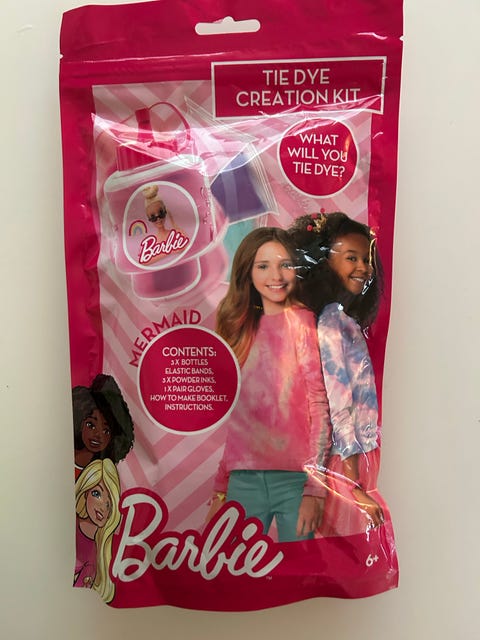 TIE DYE
CREATION KIT
WHAT
WILL YOU
TIE DYE?
Barbie
MERMAID
CONTENTS:
3 X BOTTLES
ELASTIC BANDS,
3 X POWDER INKS,
1 X PAIR GLOVES,
HOW TO MAKE BOOKLET,
INSTRUCTIONS.
Barbie™
6+